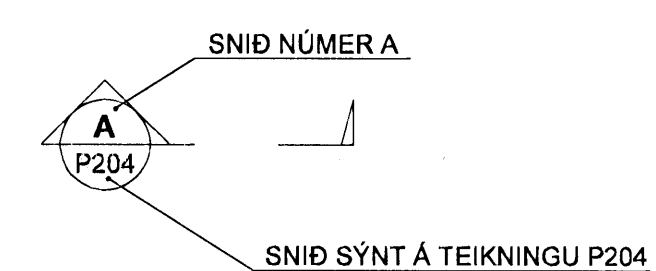 SNIÐ NÚMER A
A
P204
SNIÐ SÝNT Á TEIKNINGU P204